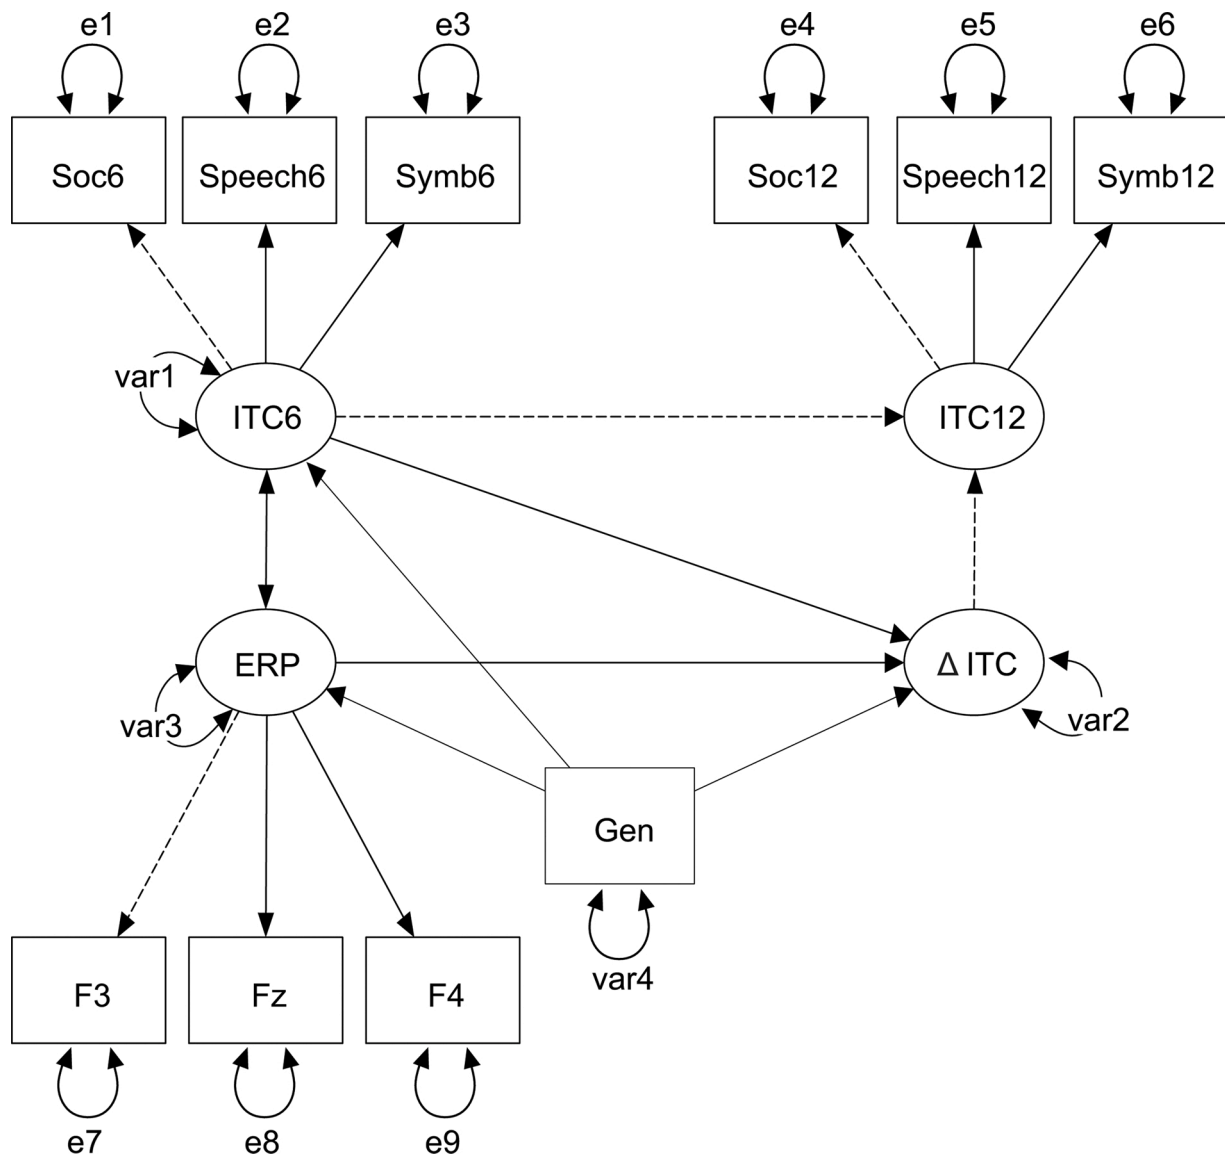 e1 e2 e3 e4 e5 e6
Soc6 Speech6 Symb6 Soc12 Speech12 Symb12
var1 ITC6 ITC12
ERP Δ ITC
var3 var2
Gen
var4
F3 Fz F4
e7 e8 e9